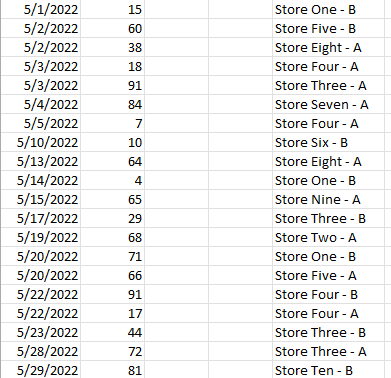 5/1/2022 15 Store One - B
5/2/2022 60 Store Five - B
5/2/2022 38 Store Eight - A
5/3/2022 18 Store Four - A
5/3/2022 91 Store Three - A
5/4/2022 84 Store Seven - A
5/5/2022 7 Store Four - A
5/10/2022 10 Store Six - B
5/13/2022 64 Store Eight - A
5/14/2022 4 Store One - B
5/15/2022 65 Store Nine - A
5/17/2022 29 Store Three - B
5/19/2022 68 Store Two - A
5/20/2022 71 Store One - B
5/20/2022 66 Store Five - A
5/22/2022 91 Store Four - B
5/22/2022 17 Store Four - A
5/23/2022 44 Store Three - B
5/28/2022 72 Store Three - A
5/29/2022 81 Store Ten - B